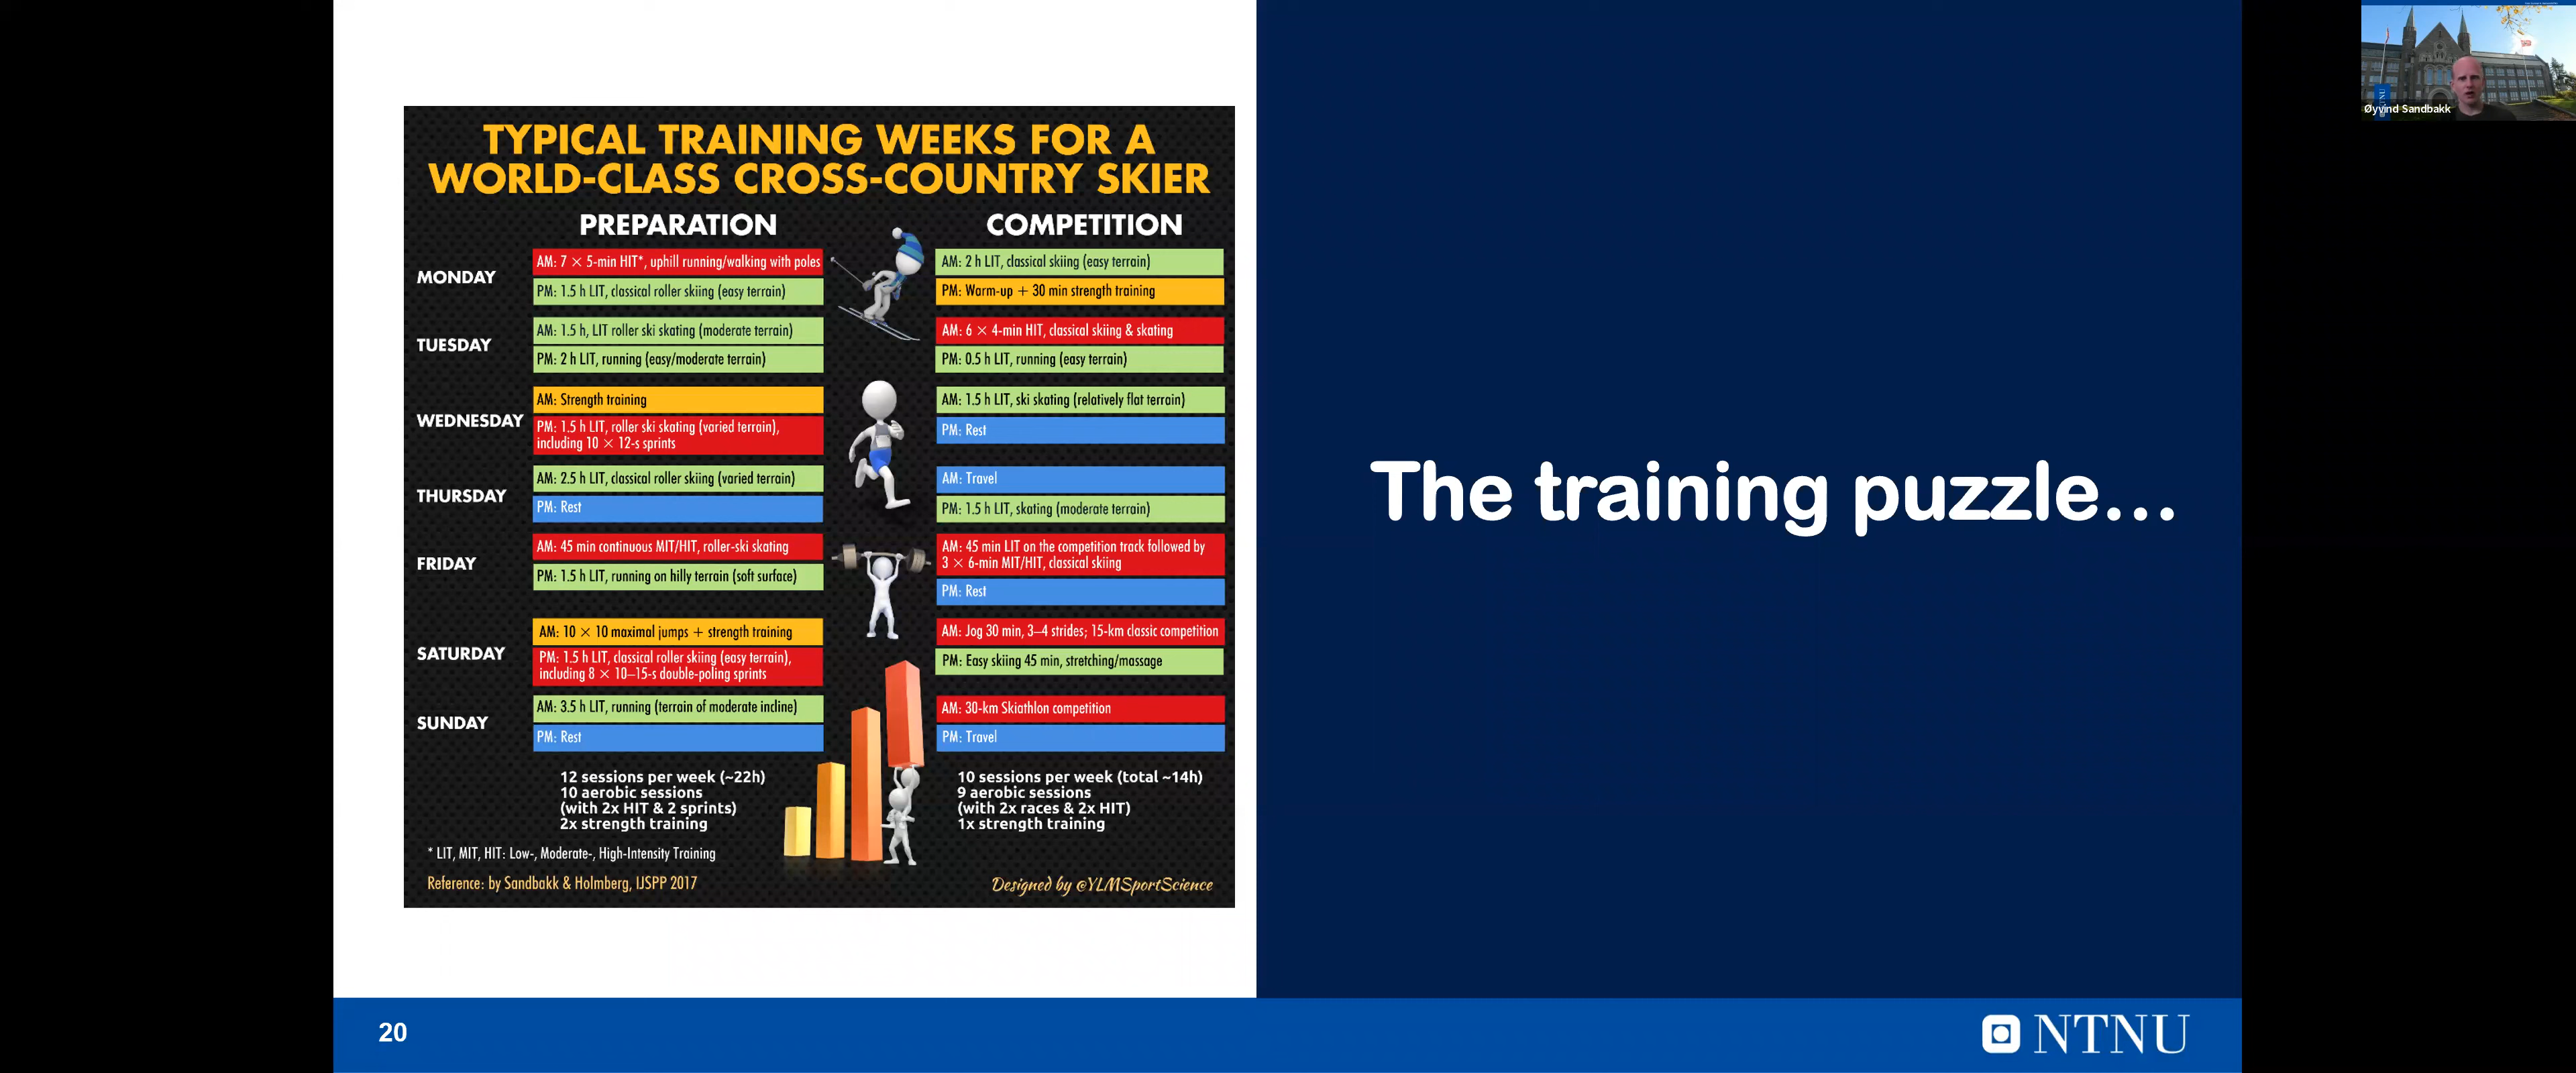 TYPICAL TRAINING WEEKS FOR A
WORLD-CLASS CROSS-COUNTRY SKIER
PREPARATION
COMPETITION
MONDAY
AM: 7 × 5-min HIT*, uphill running/walking with poles
PM: 1.5 h LIT, classical roller skiing (easy terrain)
AM: 2 h LIT, classical skiing (easy terrain)
PM: Warm-up + 30 min strength training
TUESDAY
AM: 1.5 h, LIT roller ski skating (moderate terrain)
PM: 2 h LIT, running (easy/moderate terrain)
AM: 6 × 4-min HIT, classical skiing & skating
PM: 0.5 h LIT, running (easy terrain)
WEDNESDAY
AM: Strength training
PM: 1.5 h LIT, roller ski skating (varied terrain),
including 10 × 12-s sprints
AM: 1.5 h LIT, ski skating (relatively flat terrain)
PM: Rest
THURSDAY
AM: 2.5 h LIT, classical roller skiing (varied terrain)
PM: Rest
AM: Travel
PM: 1.5 h LIT, skating (moderate terrain)
FRIDAY
AM: 45 min continuous MIT/HIT, roller-ski skating
PM: 1.5 h LIT, running on hilly terrain (soft surface)
AM: 45 min LIT on the competition track followed by
3 × 6-min MIT/HIT, classical skiing
PM: Rest
SATURDAY
AM: 10 × 10 maximal jumps + strength training
PM: 1.5 h LIT, classical roller skiing (easy terrain),
including 8 × 10–15-s double-poling sprints
AM: Jog 30 min, 3–4 strides; 15-km classic competition
PM: Easy skiing 45 min, stretching/massage
SUNDAY
AM: 3.5 h LIT, running (terrain of moderate incline)
PM: Rest
AM: 30-km Skiathlon competition
PM: Travel
12 sessions per week (~22h)
10 aerobic sessions
(with 2x HIT & 2 sprints)
2x strength training
10 sessions per week (total ~14h)
9 aerobic sessions
(with 2x races & 2x HIT)
1x strength training
* LIT, MIT, HIT: Low-, Moderate-, High-Intensity Training
Reference: by Sandbakk & Holmberg, IJSPP 2017
Designed by @YLMSportScience
The training puzzle...
20
NTNU
Øyvind Sandbakk